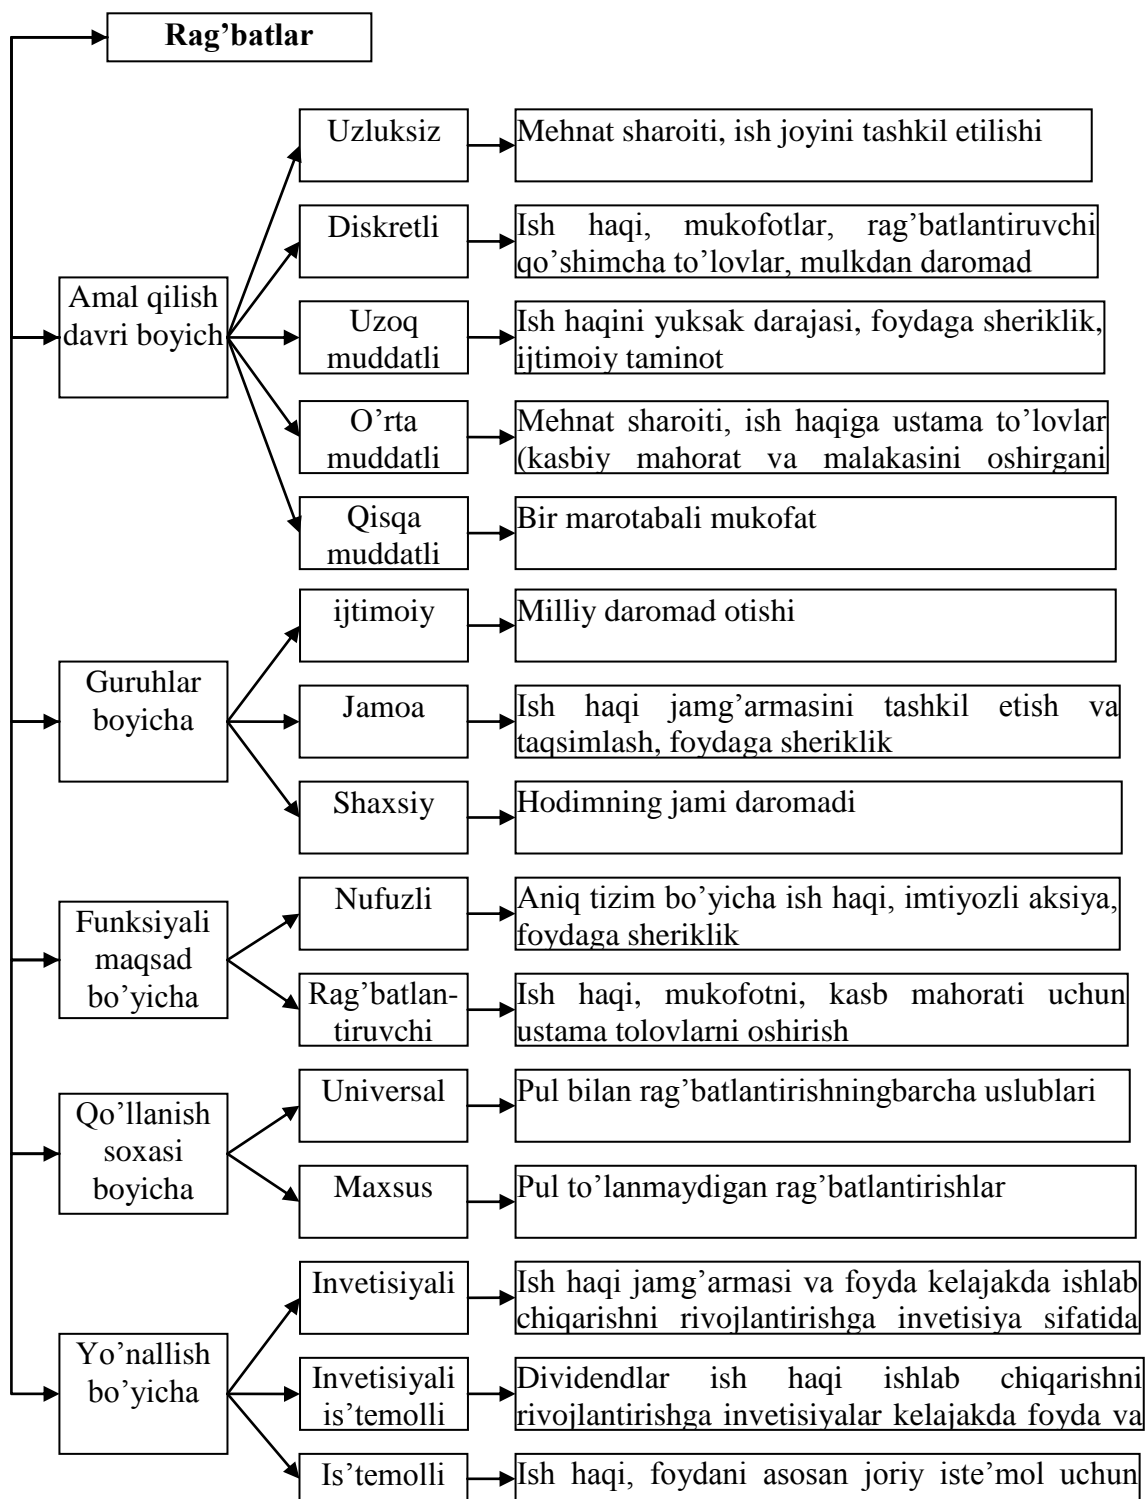 Rag’batlar
Amal qilish
davri boyich
Uzluksiz
Mehnat sharoiti, ish joyini tashkil etilishi
Diskretli
Ish haqi, mukofotlar, rag’batlantiruvchi
qo’shimcha to’lovlar, mulkdan daromad
Uzoq
muddatli
Ish haqini yuksak darajasi, foydaga sheriklik,
ijtimoiy taminot
O’rta
muddatli
Mehnat sharoiti, ish haqiga ustama to’lovlar
(kasbiy mahorat va malakasini oshirgani
Qisqa
muddatli
Bir marotabali mukofat
Guruhlar
boyicha
ijtimoiy
Milliy daromad otishi
Jamoa
Ish haqi jamg’armasini tashkil etish va
taqsimlash, foydaga sheriklik
Shaxsiy
Hodimning jami daromadi
Funksiyali
maqsad
bo’yicha
Nufuzli
Aniq tizim bo’yicha ish haqi, imtiyozli aksiya,
foydaga sheriklik
Rag’batlan-
tiruvchi
Ish haqi, mukofotni, kasb mahorati uchun
ustama tolovlarni oshirish
Qo’llanish
soxasi
boyicha
Universal
Pul bilan rag’batlantirishningbarcha uslublari
Maxsus
Pul to’lanmaydigan rag’batlantirishlar
Yo’nallish
bo’yicha
Invetisiyali
Ish haqi jamg’armasi va foyda kelajakda ishlab
chiqarishni rivojlantirishga invetisiya sifatida
Invetisiyali
is’temolli
Dividendlar ish haqi ishlab chiqarishni
rivojlantirishga invetisiyalar kelajakda foyda va
Is’temolli
Ish haqi, foydani asosan joriy iste’mol uchun